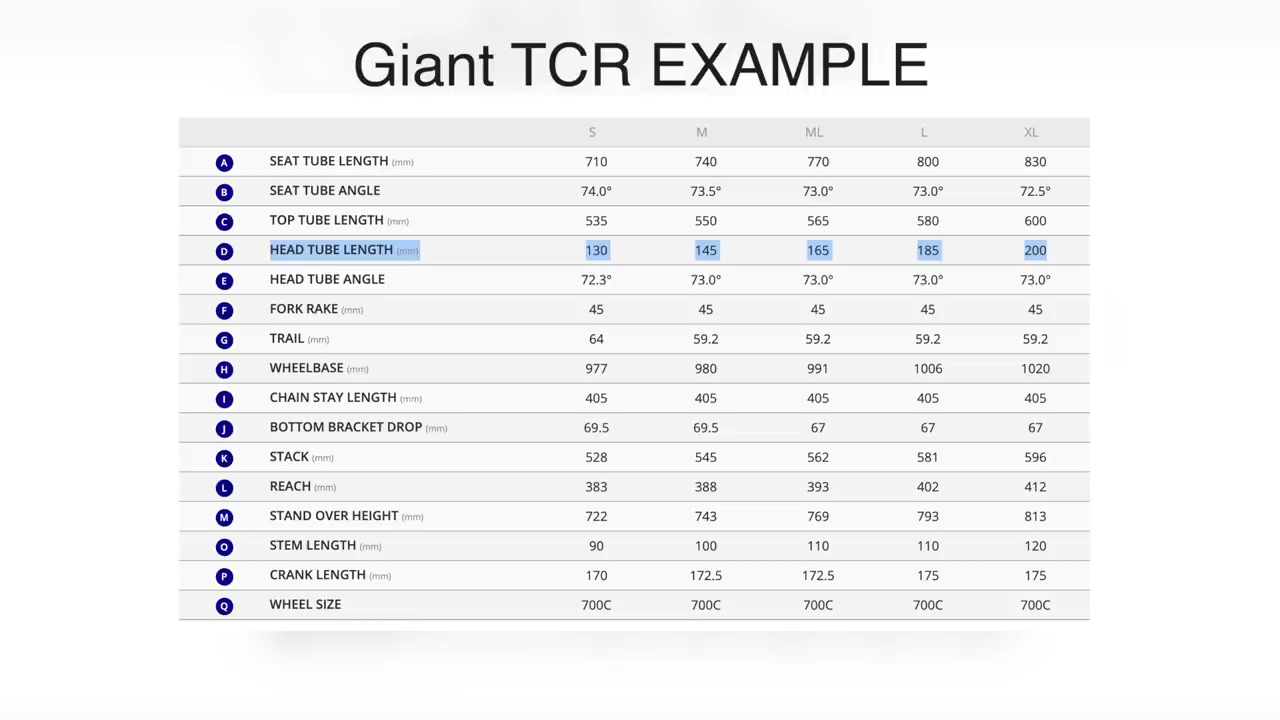 Giant TCR EXAMPLE
S M ML L XL
A SEAT TUBE LENGTH (mm) 710 740 770 800 830
B SEAT TUBE ANGLE 74.0° 73.5° 73.0° 73.0° 72.5°
C TOP TUBE LENGTH (mm) 535 550 565 580 600
D HEAD TUBE LENGTH (mm) 130 145 165 185 200
E HEAD TUBE ANGLE 72.3° 73.0° 73.0° 73.0° 73.0°
F FORK RAKE (mm) 45 45 45 45 45
G TRAIL (mm) 64 59.2 59.2 59.2 59.2
H WHEELBASE (mm) 977 980 991 1006 1020
I CHAIN STAY LENGTH (mm) 405 405 405 405 405
J BOTTOM BRACKET DROP (mm) 69.5 69.5 67 67 67
K STACK (mm) 528 545 562 581 596
L REACH (mm) 383 388 393 402 412
M STAND OVER HEIGHT (mm) 722 743 769 793 813
O STEM LENGTH (mm) 90 100 110 110 120
P CRANK LENGTH (mm) 170 172.5 172.5 175 175
Q WHEEL SIZE 700C 700C 700C 700C 700C